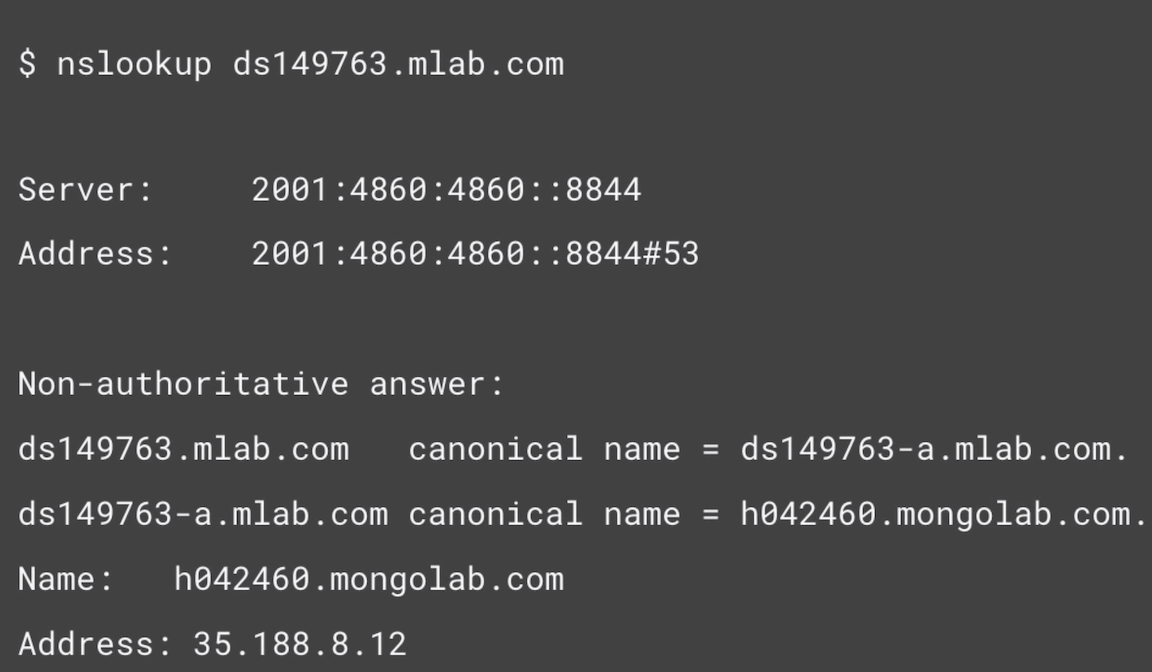 $ nslookup ds149763.mlab.com
Server: 2001:4860:4860::8844
Address: 2001:4860:4860::8844#53
Non-authoritative answer:
ds149763.mlab.com canonical name = ds149763-a.mlab.com.
ds149763-a.mlab.com canonical name = h042460.mongolab.com.
Name: h042460.mongolab.com
Address: 35.188.8.12